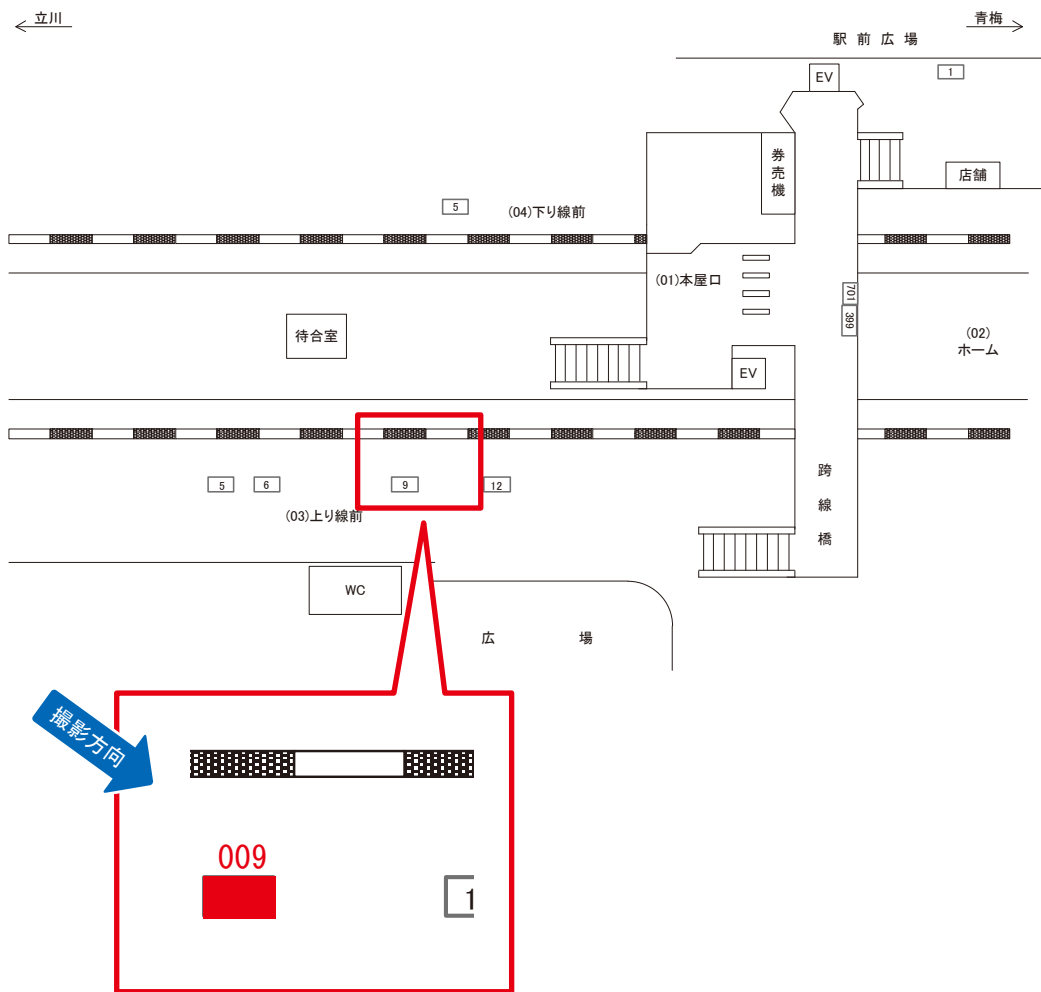 立川
青梅
駅前広場
EV
1
券売機
店舗
5
(04)下り線前
(01)本屋口
701
399
待合室
(02)
ホーム
EV
跨線橋
5
6
9
12
(03)上り線前
WC
広場
撮影方向
009
1